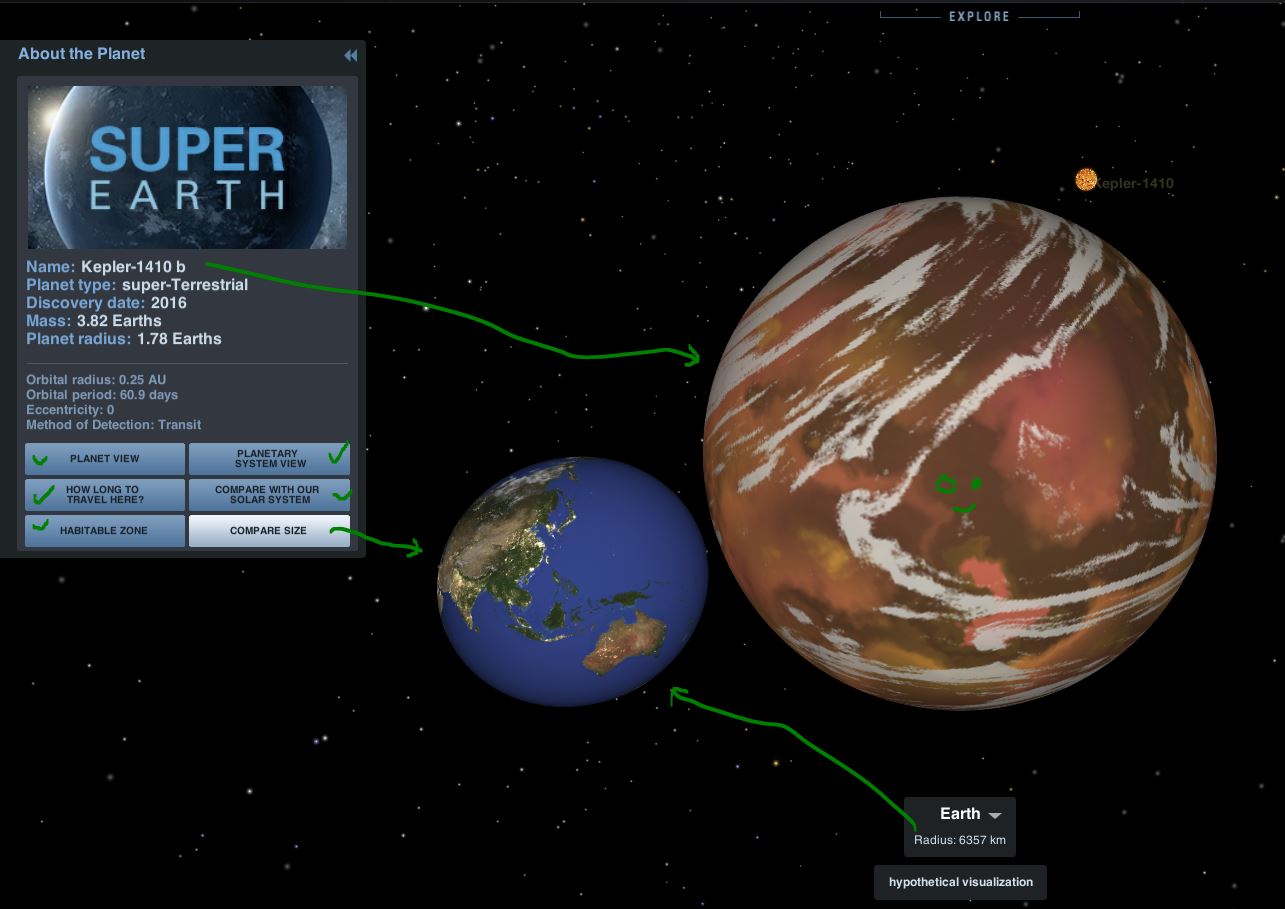 EXPLORE
About the Planet
SUPER
EARTH
Name: Kepler-1410 b
Planet type: super-Terrestrial
Discovery date: 2016
Mass: 3.82 Earths
Planet radius: 1.78 Earths
Orbital radius: 0.25 AU
Orbital period: 60.9 days
Eccentricity: 0
Method of Detection: Transit
PLANET VIEW
PLANETARY
SYSTEM VIEW
HOW LONG TO
TRAVEL HERE?
COMPARE WITH OUR
SOLAR SYSTEM
HABITABLE ZONE
COMPARE SIZE
Kepler-1410
Earth
Radius: 6357 km
hypothetical visualization